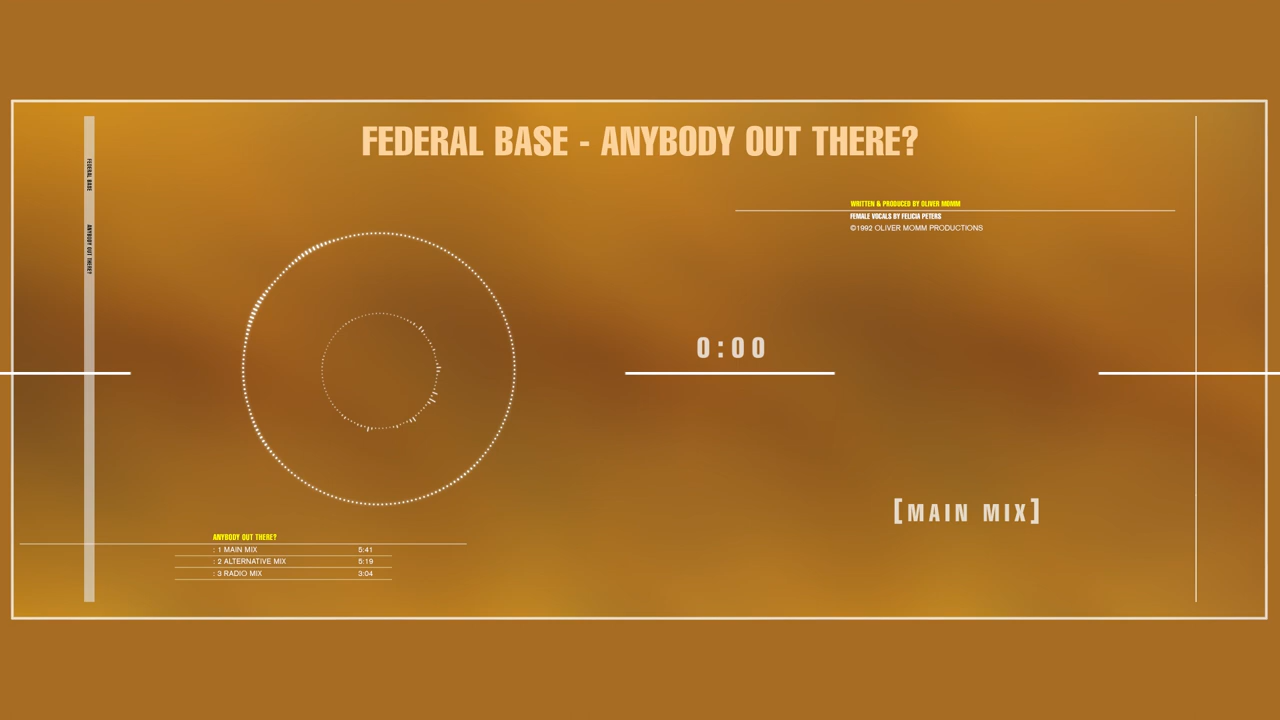 FEDERAL BASE - ANYBODY OUT THERE?
FEDERAL BASE ANYBODY OUT THERE?
WRITTEN & PRODUCED BY OLIVER MOMM
FEMALE VOCALS BY FELICIA PETERS
©1992 OLIVER MOMM PRODUCTIONS
0:00
[MAIN MIX]
ANYBODY OUT THERE?
: 1 MAIN MIX 5:41
: 2 ALTERNATIVE MIX 5:19
: 3 RADIO MIX 3:04